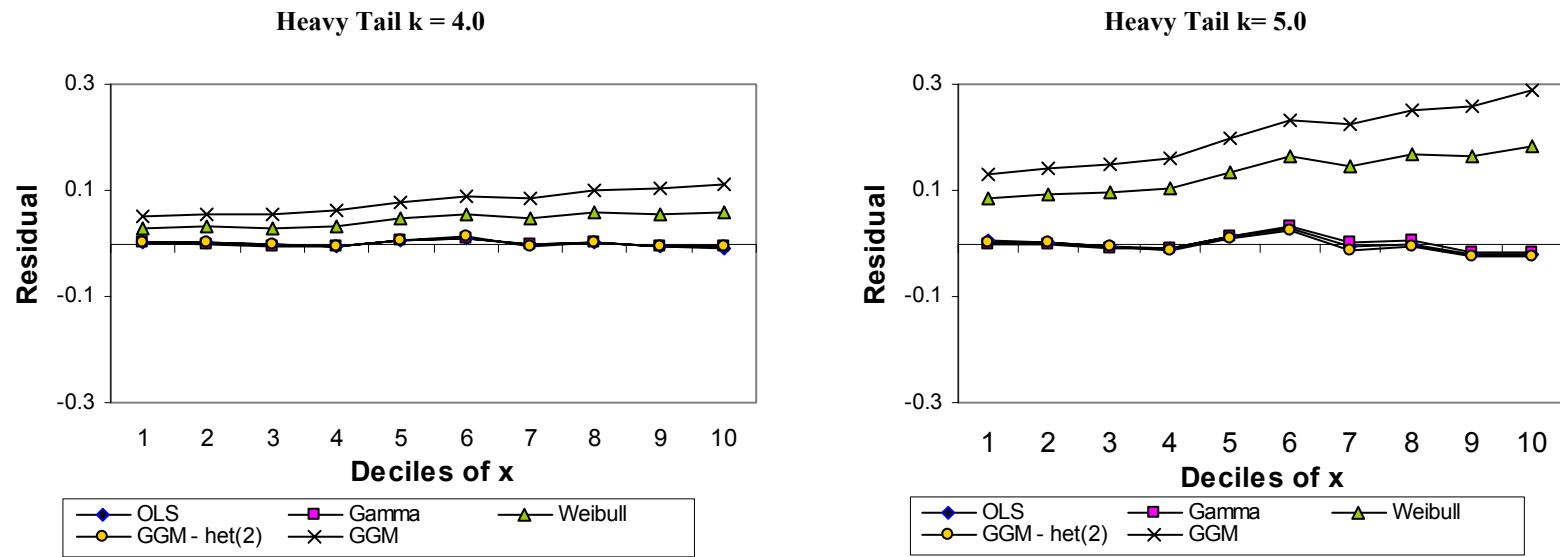 Heavy Tail k = 4.0
0.3
0.1
-0.1
-0.3
Residual
1 2 3 4 5 6 7 8 9 10
Deciles of x
OLS Gamma Weibull
GGM - het(2) GGM
Heavy Tail k= 5.0
0.3
0.1
-0.1
-0.3
Residual
1 2 3 4 5 6 7 8 9 10
Deciles of x
OLS Gamma Weibull
GGM - het(2) GGM